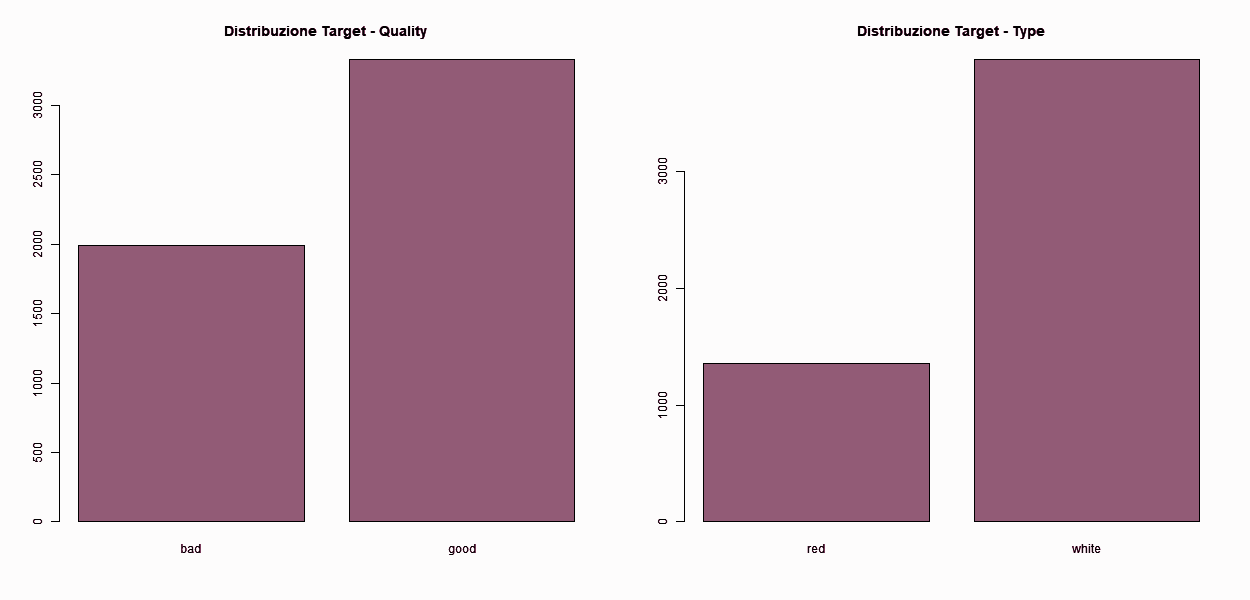 Distribuzione Target - Quality
3000
2500
2000
1500
1000
500
0
bad good
Distribuzione Target - Type
3000
2000
1000
0
red white